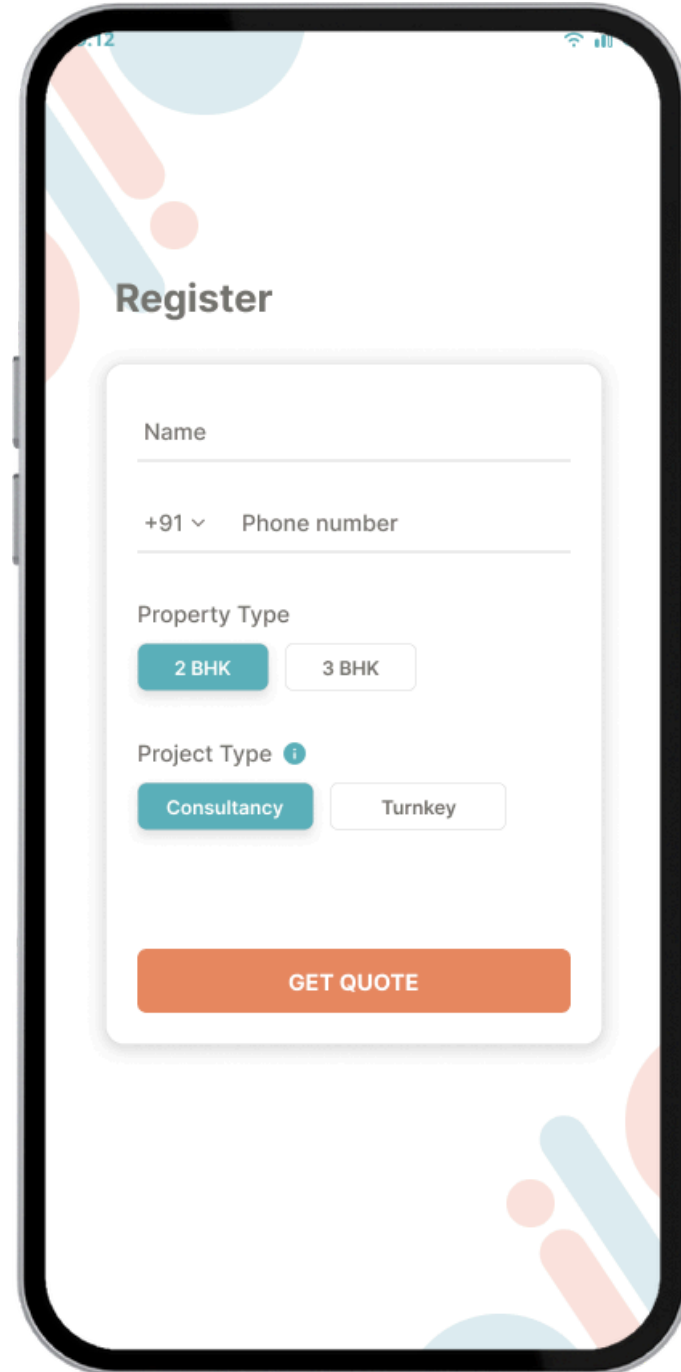 Register
Name
+91 Phone number
Property Type
2 BHK 3 BHK
Project Type
Consultancy Turnkey
GET QUOTE